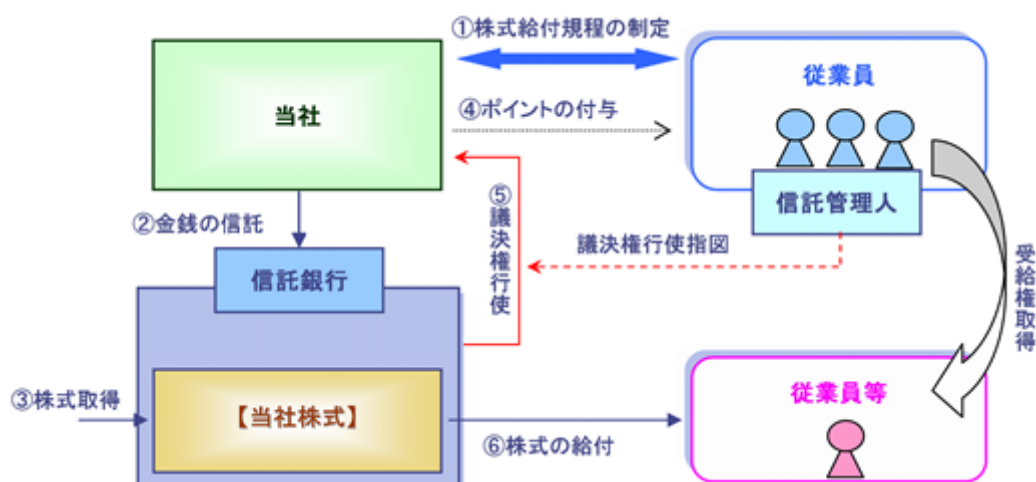 ①株式給付規程の制定
従業員
当社
④ポイントの付与
信託管理人
②金銭の信託
⑤議決権行使
議決権行使指図
受給権取得
信託銀行
③株式取得
【当社株式】
従業員等
⑥株式の給付